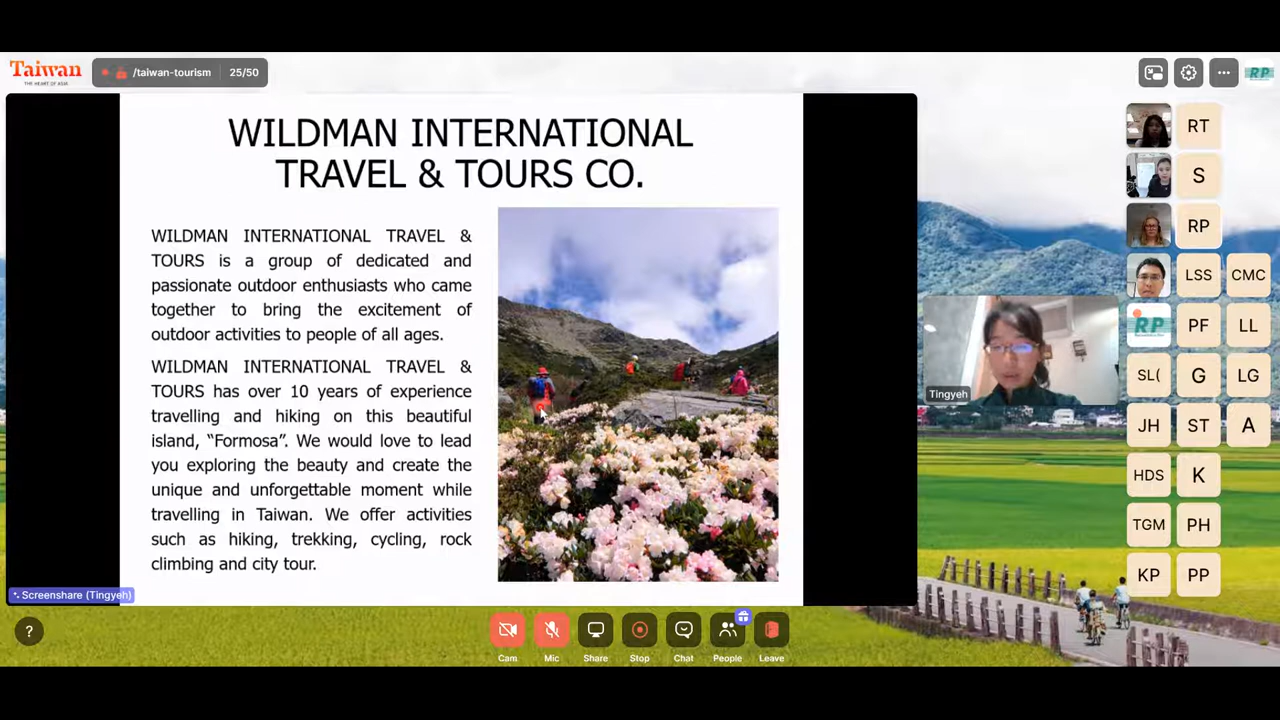 Taiwan
THE HEART OF ASIA
/taiwan-tourism
25/50
RP
WILDMAN INTERNATIONAL
TRAVEL & TOURS CO.
WILDMAN INTERNATIONAL TRAVEL &
TOURS is a group of dedicated and
passionate outdoor enthusiasts who came
together to bring the excitement of
outdoor activities to people of all ages.
WILDMAN INTERNATIONAL TRAVEL &
TOURS has over 10 years of experience
travelling and hiking on this beautiful
island, “Formosa”. We would love to lead
you exploring the beauty and create the
unique and unforgettable moment while
travelling in Taiwan. We offer activities
such as hiking, trekking, cycling, rock
climbing and city tour.
Screenshare (Tingyeh)
Tingyeh
RT
S
RP
LSS
CMC
RP
PF
LL
SL(
G
LG
JH
ST
A
HDS
K
TGM
PH
KP
PP
?
Cam
Mic
Share
Stop
Chat
People
Leave